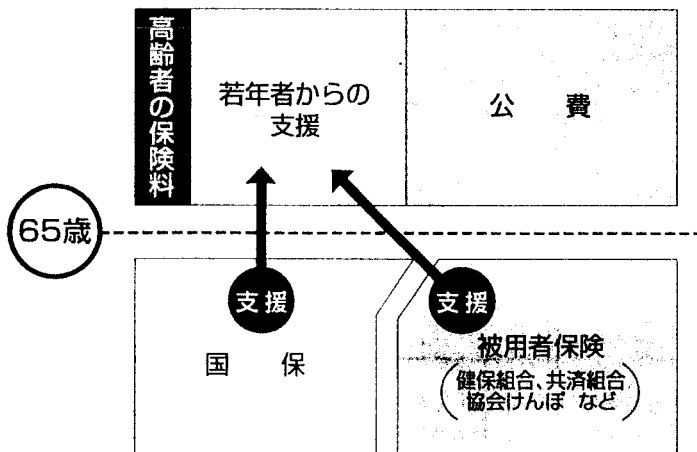 高齢者の保険料
若年者からの
支援
公 費
65歳
支援
支援
国 保
被用者保険
(健保組合、共済組合
協会けんぽ など)